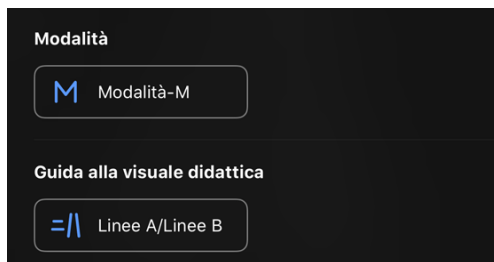 Modalità
M Modalità-M
Guida alla visuale didattica
Linee A/Linee B